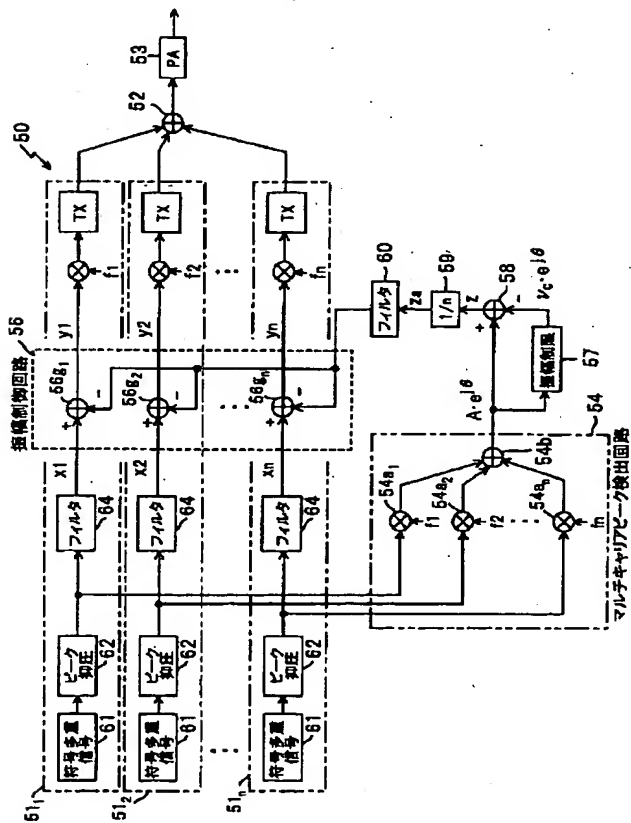 50
振幅制御回路
56
51₁
符号多重信号
61
ピーク抑圧
62
フィルタ
64
x1
+
56g₁
-
y1
f1
TX
51₂
符号多重信号
61
ピーク抑圧
62
フィルタ
64
x2
+
56g₂
-
y2
f2
TX
52
PA
53
51ₙ
符号多重信号
61
ピーク抑圧
62
フィルタ
64
xn
+
56gₙ
-
yn
fn
TX
マルチキャリアピーク検出回路
54
54a₁
f1
54a₂
f2
54aₙ
fn
54b
A・e^jθ
振幅制限
57
νc・e^jθ
+
-
58
z
1/n
59
za
フィルタ
60